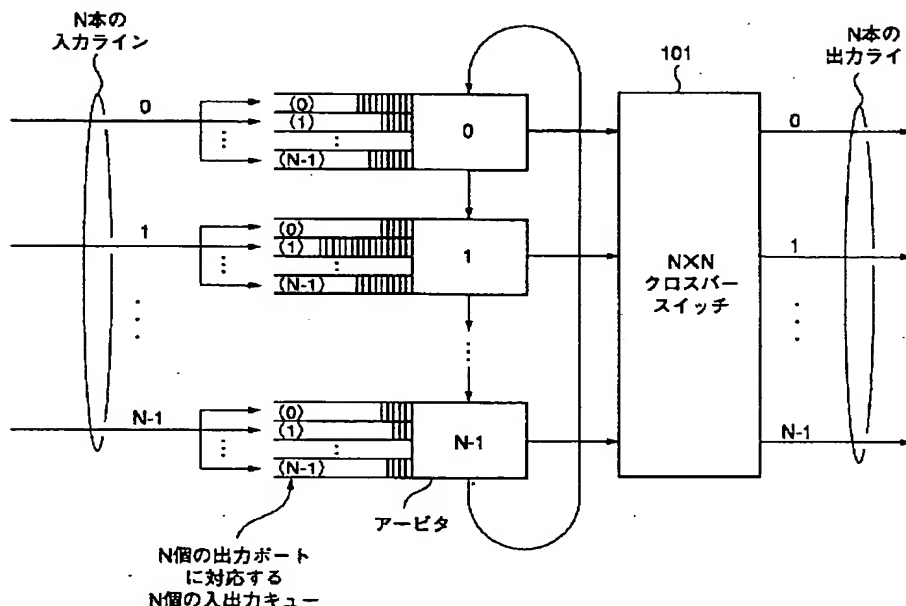 N本の
入力ライン
0
(0)
(1)
:
(N-1)
0
1
(0)
(1)
:
(N-1)
1
N-1
(0)
(1)
:
(N-1)
N-1
アービタ
N個の出力ポート
に対応する
N個の入出力キュー
101
N×N
クロスバー
スイッチ
N本の
出力ライ
0
1
N-1